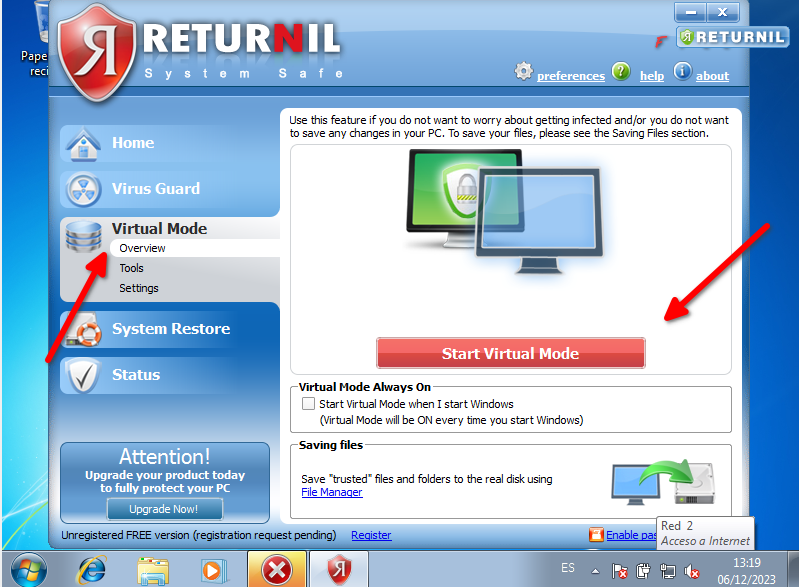 Pape
reci
RETURNIL
System Safe
RETURNIL
preferences
help
about
Home
Virus Guard
Virtual Mode
Overview
Tools
Settings
System Restore
Status
Attention!
Upgrade your product today
to fully protect your PC
Upgrade Now!
Use this feature if you do not want to worry about getting infected and/or you do not want
to save any changes in your PC. To save your files, please see the Saving Files section.
Start Virtual Mode
Virtual Mode Always On
Start Virtual Mode when I start Windows
(Virtual Mode will be ON every time you start Windows)
Saving files
Save "trusted" files and folders to the real disk using
File Manager
Unregistered FREE version (registration request pending)
Register
Enable pas
Red 2
Acceso a Internet
ES
13:19
06/12/2023